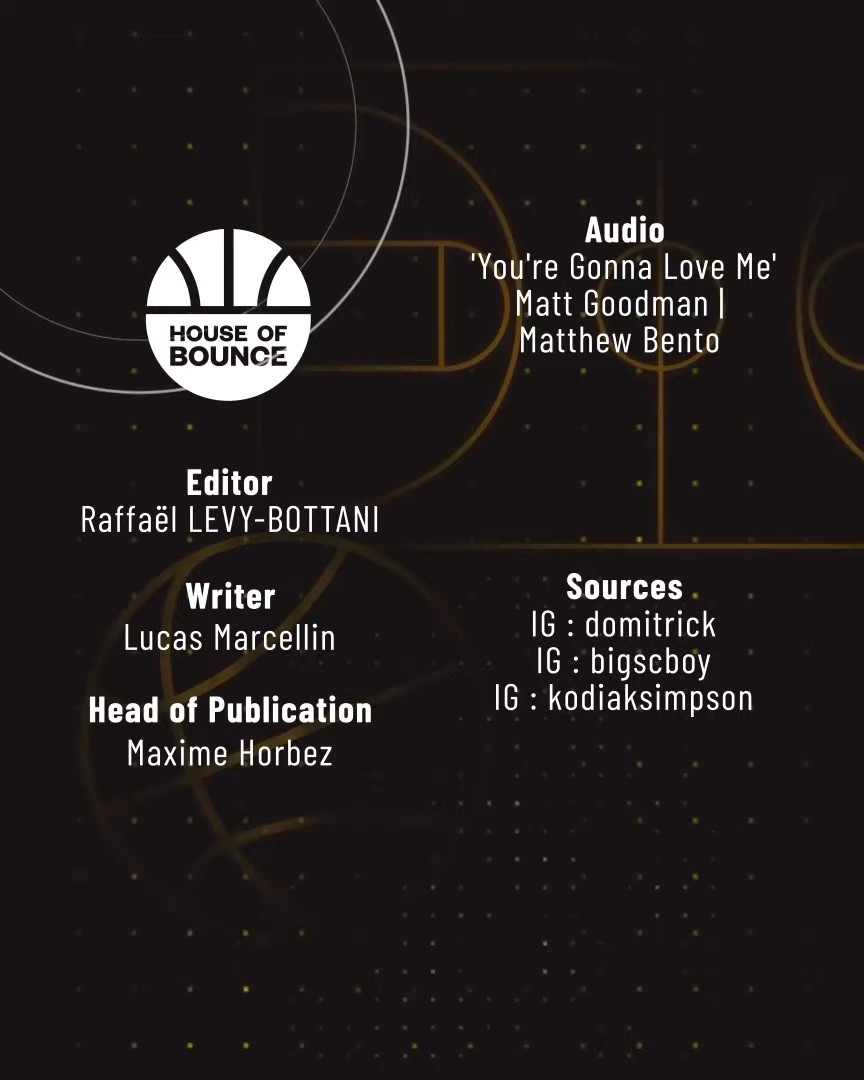 HOUSE OF
BOUNCE
Editor
Raffaël LEVY-BOTTANI
Writer
Lucas Marcellin
Head of Publication
Maxime Horbez
Audio
'You're Gonna Love Me'
Matt Goodman |
Matthew Bento
Sources
IG : domitrick
IG : bigscboy
IG : kodiaksimpson